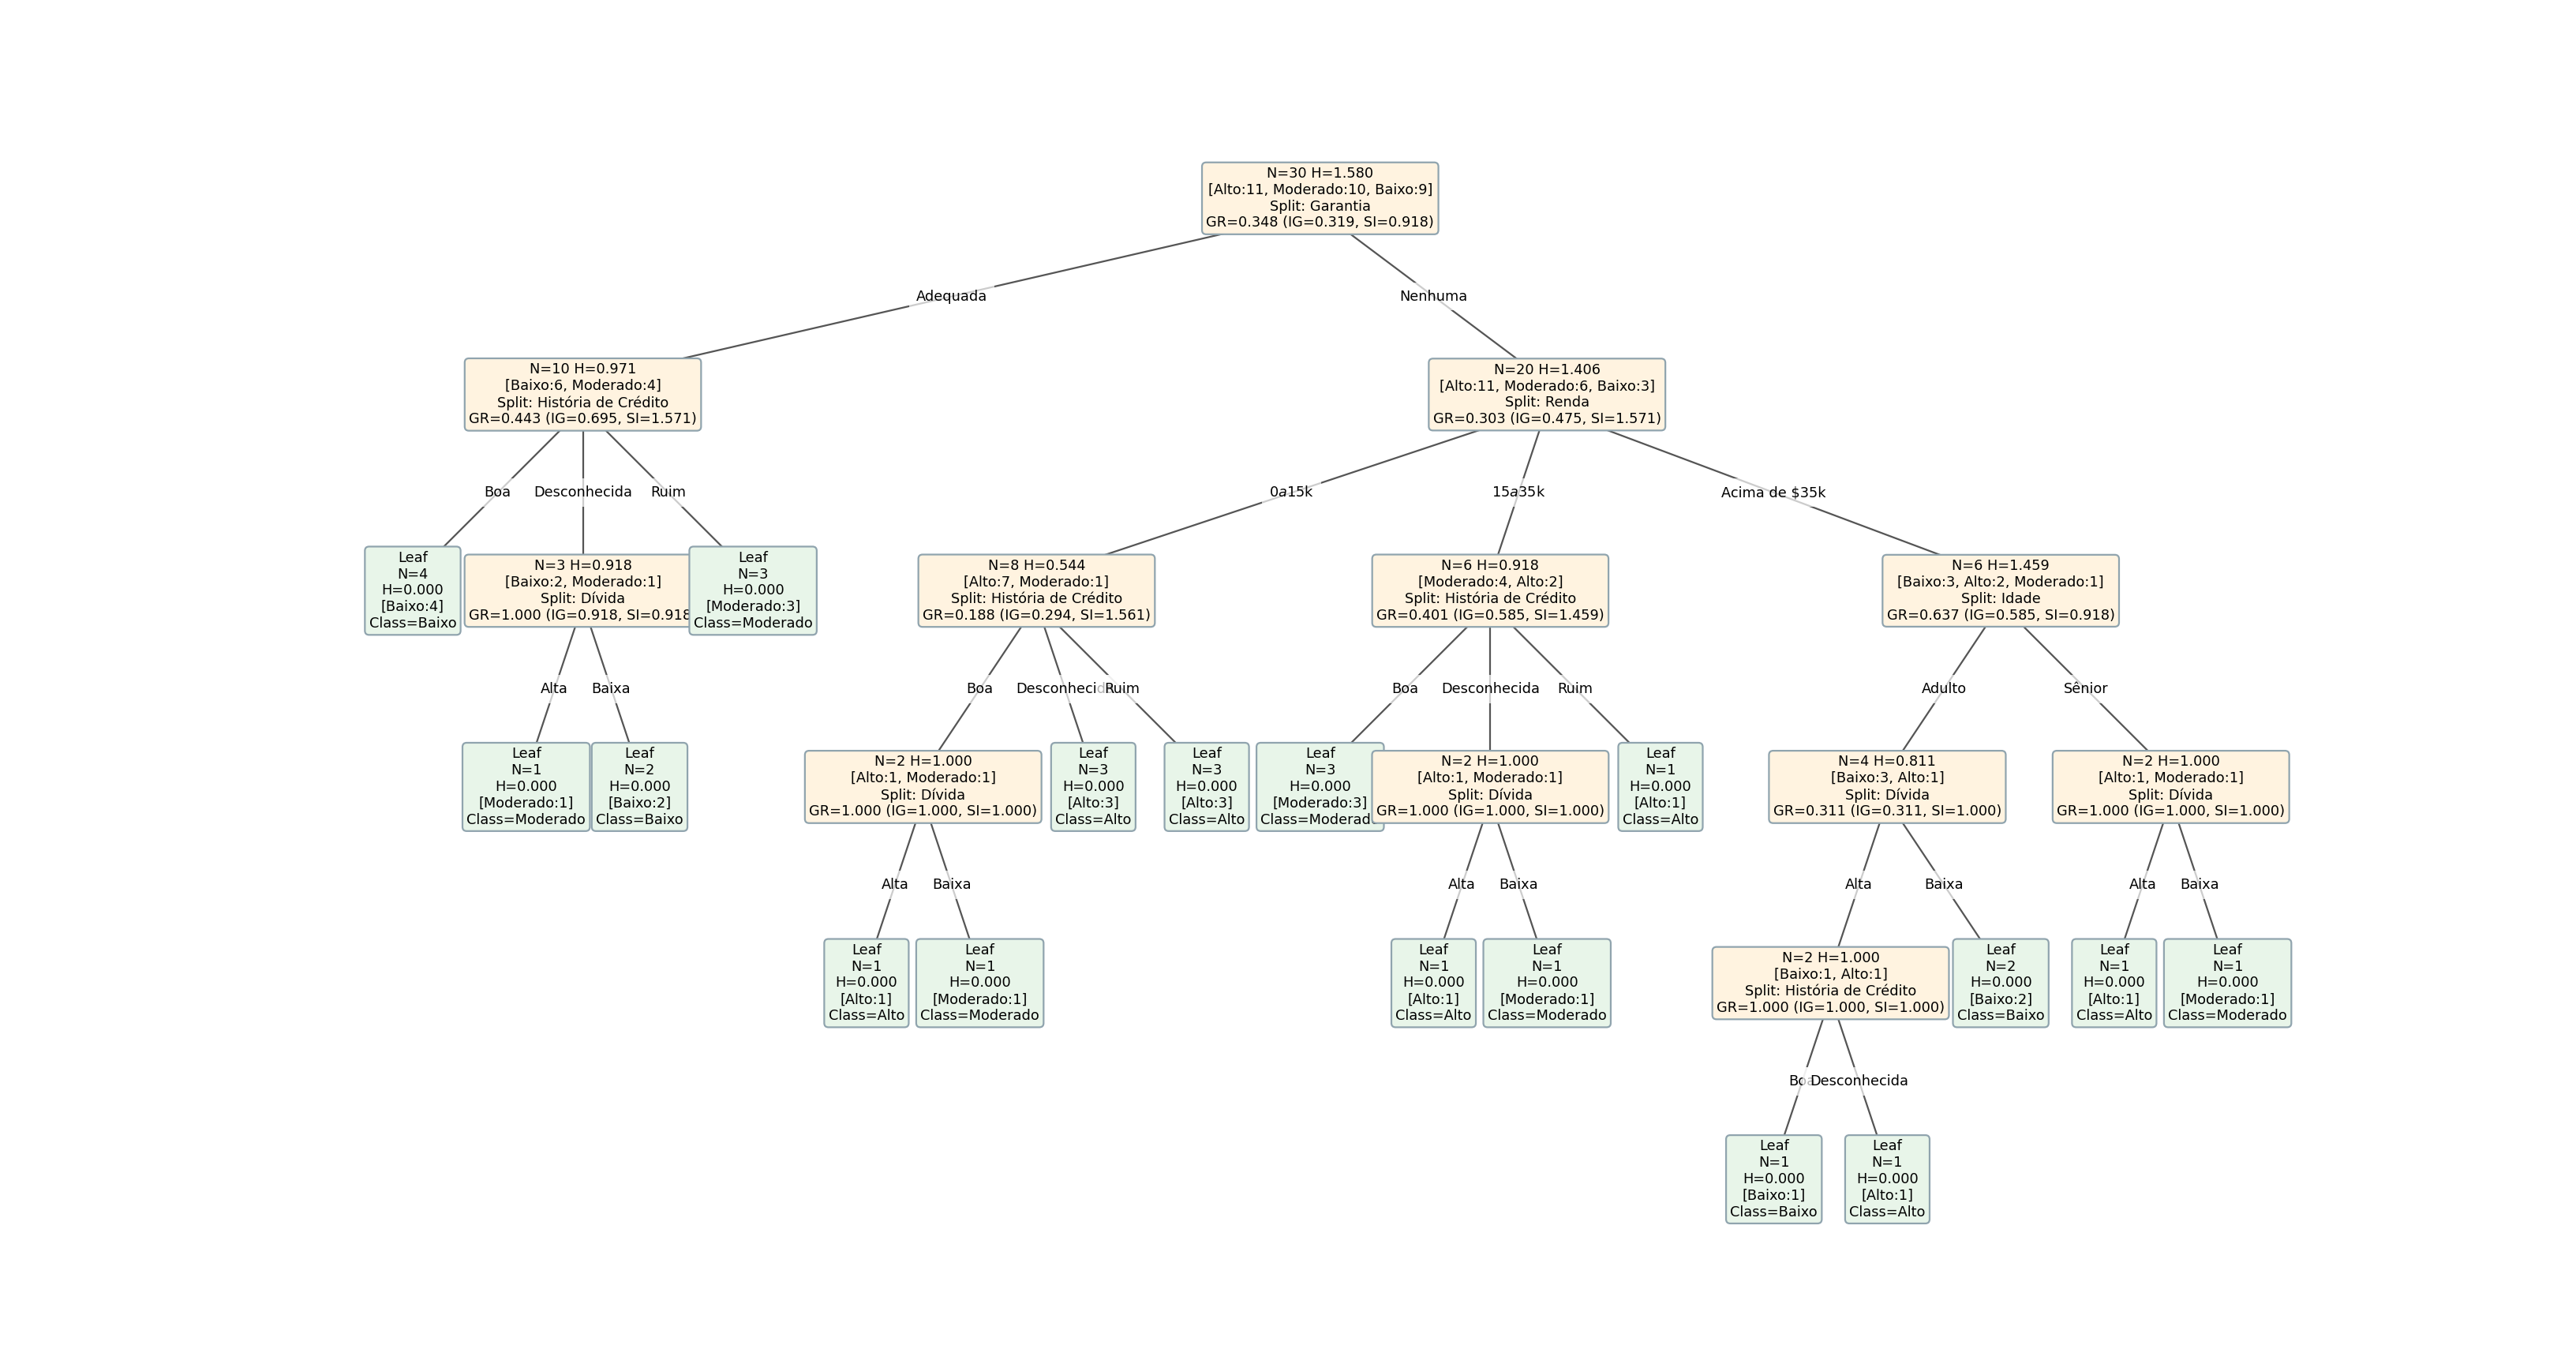 N=30 H=1.580
[Alto:11, Moderado:10, Baixo:9]
Split: Garantia
GR=0.348 (IG=0.319, SI=0.918)
Adequada
Nenhuma
N=10 H=0.971
[Baixo:6, Moderado:4]
Split: História de Crédito
GR=0.443 (IG=0.695, SI=1.571)
N=20 H=1.406
[Alto:11, Moderado:6, Baixo:3]
Split: Renda
GR=0.303 (IG=0.475, SI=1.571)
Boa
Desconhecida
Ruim
0a15k
15a35k
Acima de $35k
Leaf
N=4
H=0.000
[Baixo:4]
Class=Baixo
N=3 H=0.918
[Baixo:2, Moderado:1]
Split: Dívida
GR=1.000 (IG=0.918, SI=0.918
Leaf
N=3
H=0.000
[Moderado:3]
Class=Moderado
N=8 H=0.544
[Alto:7, Moderado:1]
Split: História de Crédito
GR=0.188 (IG=0.294, SI=1.561)
N=6 H=0.918
[Moderado:4, Alto:2]
Split: História de Crédito
GR=0.401 (IG=0.585, SI=1.459)
N=6 H=1.459
[Baixo:3, Alto:2, Moderado:1]
Split: Idade
GR=0.637 (IG=0.585, SI=0.918)
Alta
Baixa
Boa
Desconhecid
Ruim
Boa
Desconhecida
Ruim
Adulto
Sênior
Leaf
N=1
H=0.000
[Moderado:1]
Class=Moderado
Leaf
N=2
H=0.000
[Baixo:2]
Class=Baixo
N=2 H=1.000
[Alto:1, Moderado:1]
Split: Dívida
GR=1.000 (IG=1.000, SI=1.000)
Leaf
N=3
H=0.000
[Alto:3]
Class=Alto
Leaf
N=3
H=0.000
[Alto:3]
Class=Alto
Leaf
N=3
H=0.000
[Moderado:3]
Class=Moderad
N=2 H=1.000
[Alto:1, Moderado:1]
Split: Dívida
GR=1.000 (IG=1.000, SI=1.000)
Leaf
N=1
H=0.000
[Alto:1]
Class=Alto
N=4 H=0.811
[Baixo:3, Alto:1]
Split: Dívida
GR=0.311 (IG=0.311, SI=1.000)
N=2 H=1.000
[Alto:1, Moderado:1]
Split: Dívida
GR=1.000 (IG=1.000, SI=1.000)
Alta
Baixa
Alta
Baixa
Alta
Baixa
Alta
Baixa
Leaf
N=1
H=0.000
[Alto:1]
Class=Alto
Leaf
N=1
H=0.000
[Moderado:1]
Class=Moderado
Leaf
N=1
H=0.000
[Alto:1]
Class=Alto
Leaf
N=1
H=0.000
[Moderado:1]
Class=Moderado
N=2 H=1.000
[Baixo:1, Alto:1]
Split: História de Crédito
GR=1.000 (IG=1.000, SI=1.000)
Leaf
N=2
H=0.000
[Baixo:2]
Class=Baixo
Leaf
N=1
H=0.000
[Alto:1]
Class=Alto
Leaf
N=1
H=0.000
[Moderado:1]
Class=Moderado
Boa
Desconhecida
Leaf
N=1
H=0.000
[Baixo:1]
Class=Baixo
Leaf
N=1
H=0.000
[Alto:1]
Class=Alto